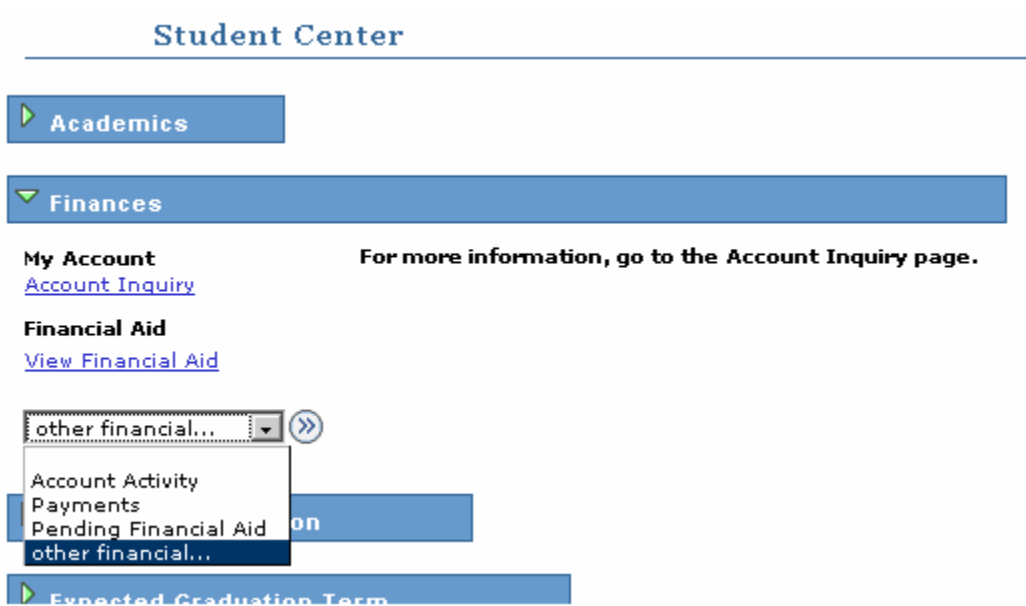 Student Center
Academics
Finances
My Account
For more information, go to the Account Inquiry page.
Account Inquiry
Financial Aid
View Financial Aid
other financial...
Account Activity
Payments
Pending Financial Aid
other financial...
on
Expected Graduation Term